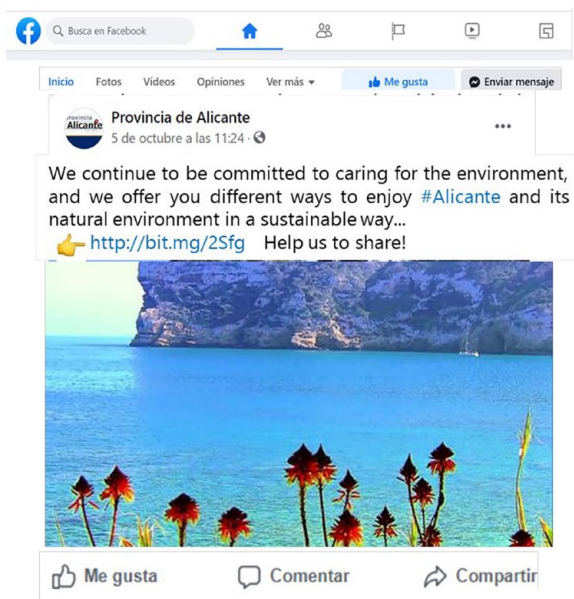 Busca en Facebook
Inicio Fotos Videos Opiniones Ver más Me gusta Enviar mensaje
Provincia Alicante
Provincia de Alicante
5 de octubre a las 11:24 ·
We continue to be committed to caring for the environment,
and we offer you different ways to enjoy #Alicante and its
natural environment in a sustainable way...
http://bit.mg/2Sfg Help us to share!
Me gusta Comentar Compartir